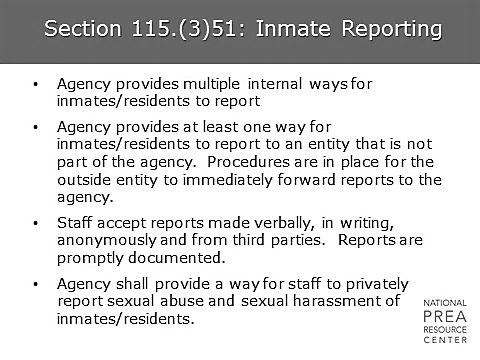 Section 115.(3)51: Inmate Reporting
• Agency provides multiple internal ways for
inmates/residents to report
• Agency provides at least one way for
inmates/residents to report to an entity that is not
part of the agency.  Procedures are in place for the
outside entity to immediately forward reports to the
agency.
• Staff accept reports made verbally, in writing,
anonymously and from third parties.  Reports are
promptly documented.
• Agency shall provide a way for staff to privately
report sexual abuse and sexual harassment of
inmates/residents.
NATIONAL
PREA
RESOURCE
CENTER